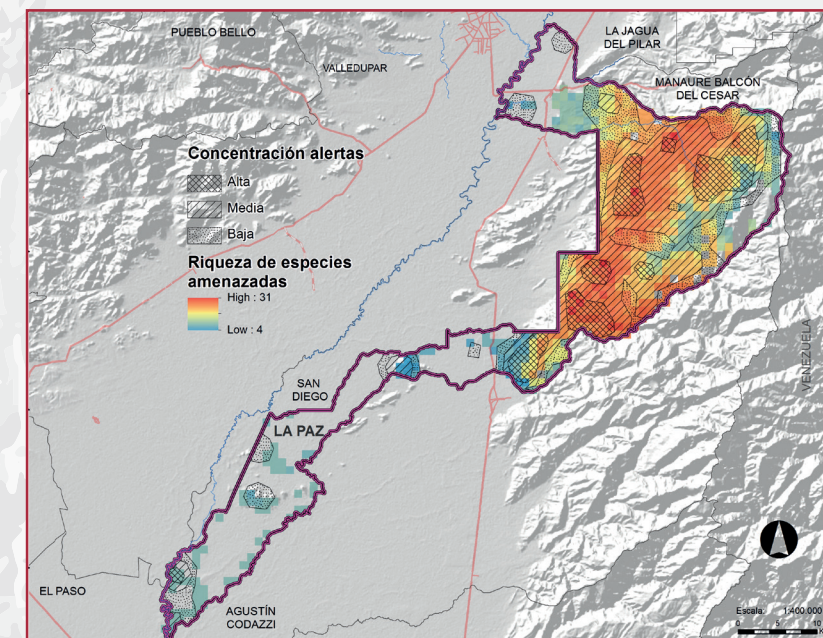 PUEBLO BELLO
LA JAGUA
DEL PILAR
VALLEDUPAR
MANAURE BALCÓN
DEL CESAR
Concentración alertas
Alta
Media
Baja
Riqueza de especies
amenazadas
High : 31
Low : 4
VENEZUELA
SAN
DIEGO
LA PAZ
EL PASO
AGUSTÍN
CODAZZI
Escala: 1:400.000
0 5 10